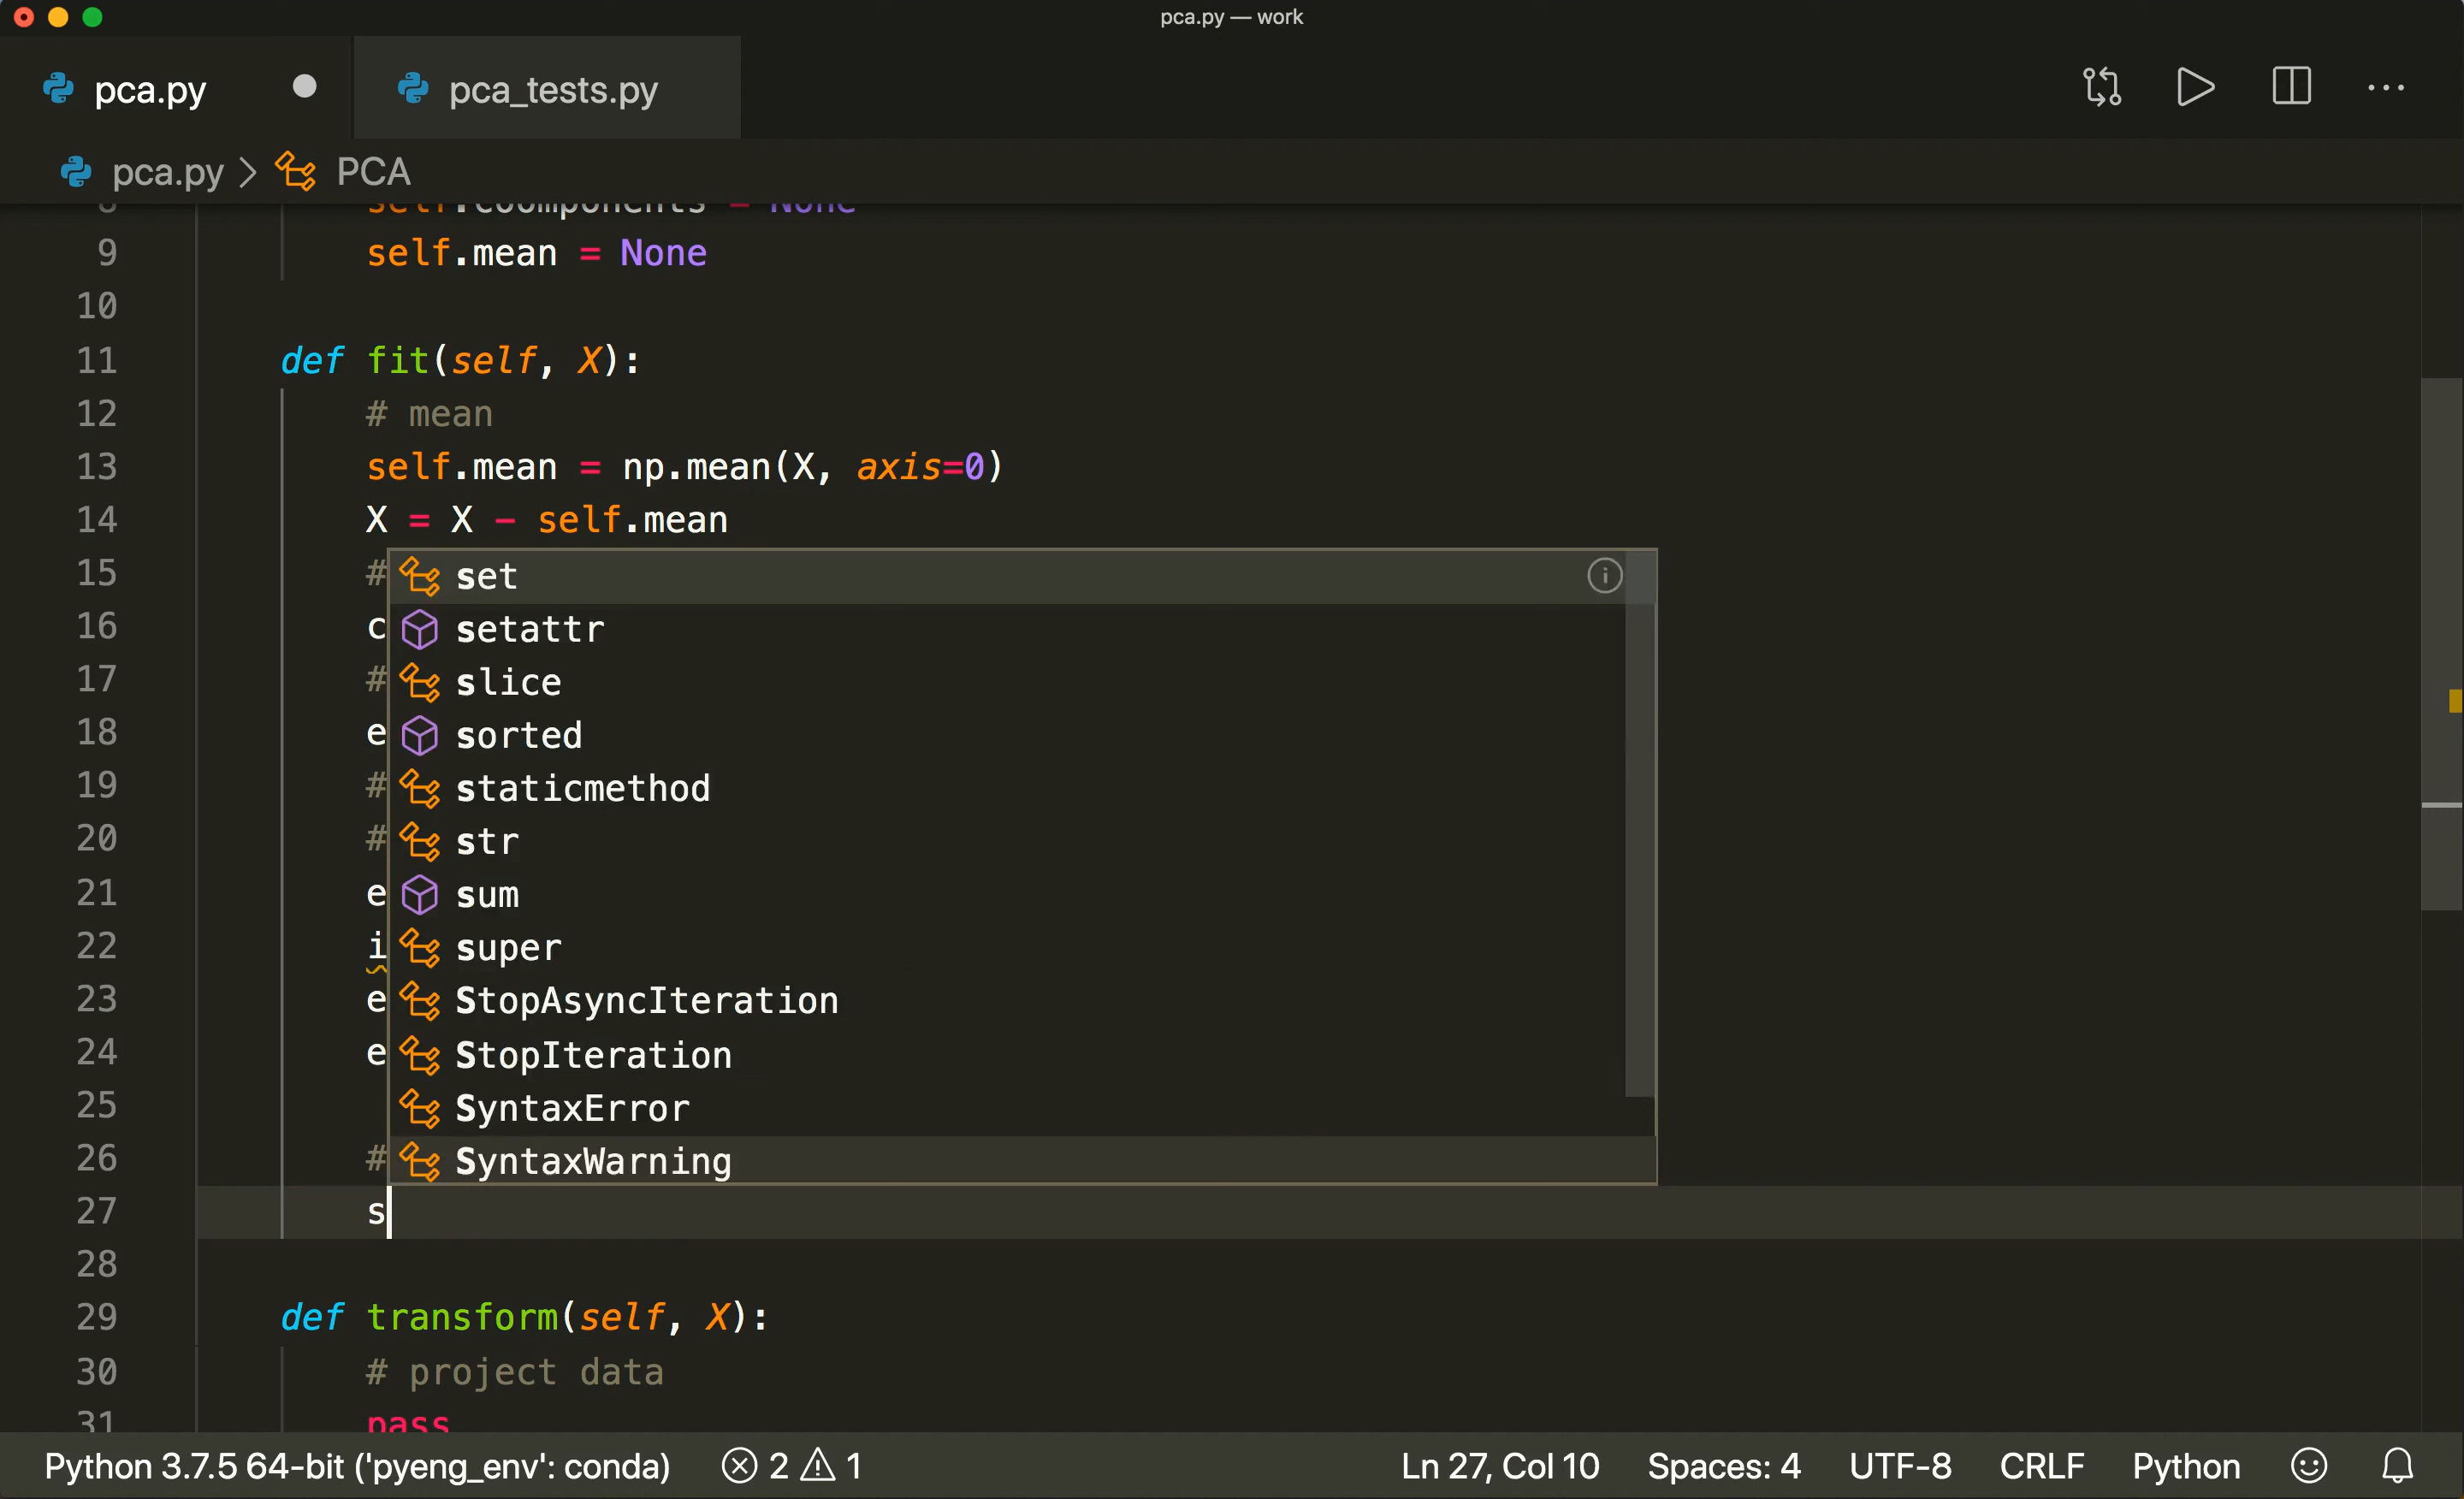 pca.py — work
pca.py
pca_tests.py
pca.py > PCA
8 self.coomponents = None
9 self.mean = None
10
11 def fit(self, X):
12 # mean
13 self.mean = np.mean(X, axis=0)
14 X = X - self.mean
15 # set
16 c setattr
17 # slice
18 e sorted
19 # staticmethod
20 # str
21 e sum
22 i super
23 e StopAsyncIteration
24 e StopIteration
25 SyntaxError
26 # SyntaxWarning
27 s
28
29 def transform(self, X):
30 # project data
31 pass
Python 3.7.5 64-bit ('pyeng_env': conda) 2 1 Ln 27, Col 10 Spaces: 4 UTF-8 CRLF Python